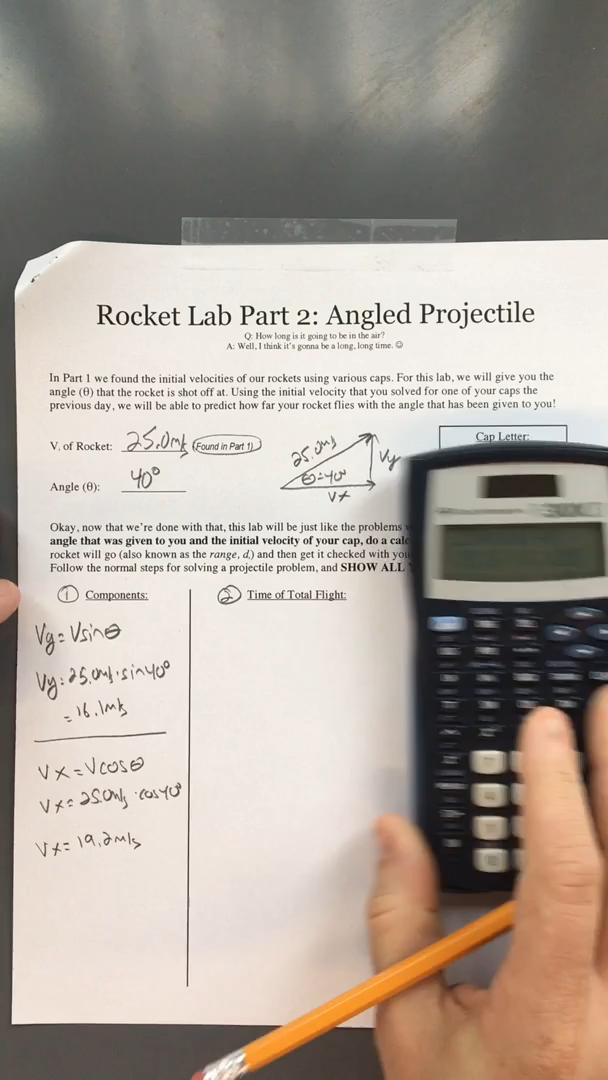 Rocket Lab Part 2: Angled Projectile
Q: How long is it going to be in the air?
A: Well, I think it's gonna be a long, long time. ☺
In Part 1 we found the initial velocities of our rockets using various caps. For this lab, we will give you the
angle (θ) that the rocket is shot off at. Using the initial velocity that you solved for one of your caps the
previous day, we will be able to predict how far your rocket flies with the angle that has been given to you!
Vi of Rocket: 25.0m/s (Found in Part 1)
Angle (θ): 40°
25.0m/s
θ=40°
Vy
Vx
Cap Letter:
Okay, now that we're done with that, this lab will be just like the problems
angle that was given to you and the initial velocity of your cap, do a
rocket will go (also known as the range, d,) and then get it checked with you
Follow the normal steps for solving a projectile problem, and SHOW ALL
① Components:
Vy = Vsinθ
Vy = 25.0m/s · sin40°
= 16.1m/s
Vx = Vcosθ
Vx = 25.0m/s · cos40°
Vx = 19.2m/s
② Time of Total Flight: